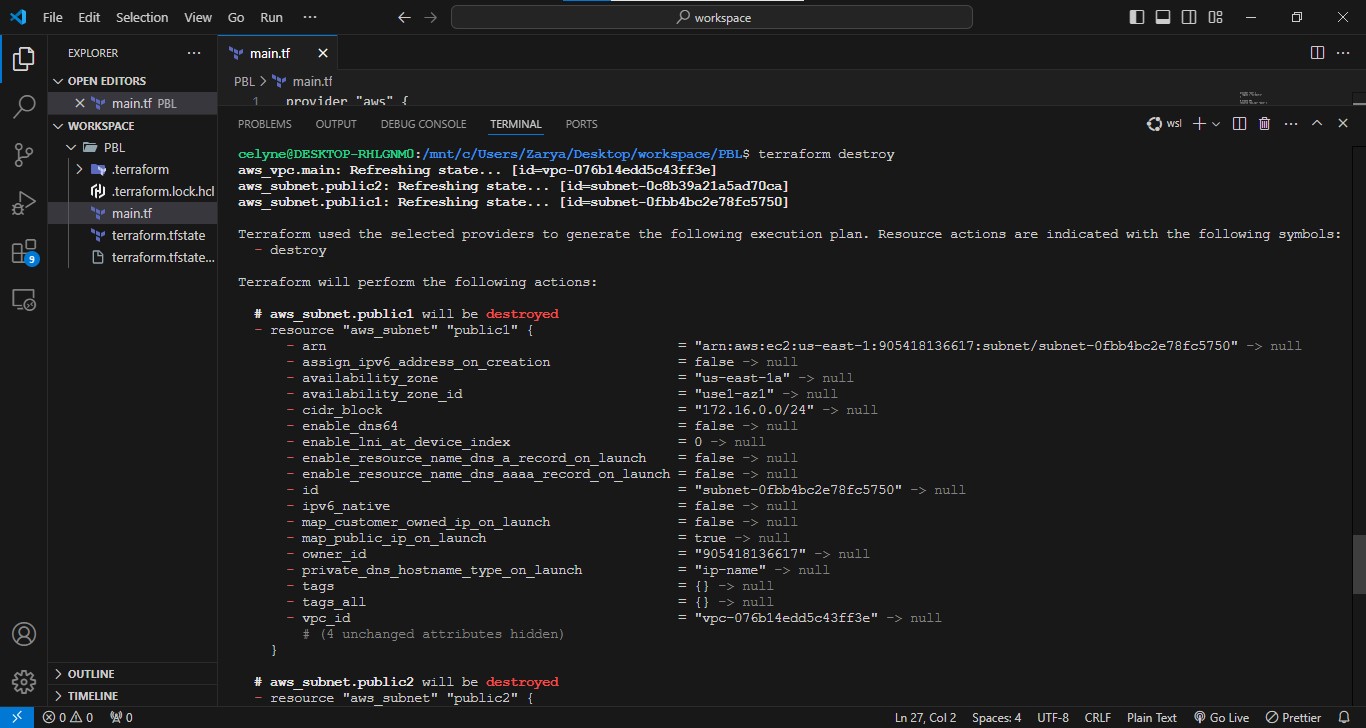 File Edit Selection View Go Run ··· workspace
EXPLORER ···
OPEN EDITORS
main.tf PBL
WORKSPACE
PBL
.terraform
.terraform.lock.hcl
main.tf
terraform.tfstate
terraform.tfstate...
9
OUTLINE
TIMELINE
main.tf
PBL > main.tf
1 provider "aws" {
PROBLEMS OUTPUT DEBUG CONSOLE TERMINAL PORTS wsl
celyne@DESKTOP-RHLGNM0:/mnt/c/Users/Zarya/Desktop/workspace/PBL$ terraform destroy
aws_vpc.main: Refreshing state... [id=vpc-076b14edd5c43ff3e]
aws_subnet.public2: Refreshing state... [id=subnet-0c8b39a21a5ad70ca]
aws_subnet.public1: Refreshing state... [id=subnet-0fbb4bc2e78fc5750]
Terraform used the selected providers to generate the following execution plan. Resource actions are indicated with the following symbols:
- destroy
Terraform will perform the following actions:
# aws_subnet.public1 will be destroyed
- resource "aws_subnet" "public1" {
- arn = "arn:aws:ec2:us-east-1:905418136617:subnet/subnet-0fbb4bc2e78fc5750" -> null
- assign_ipv6_address_on_creation = false -> null
- availability_zone = "us-east-1a" -> null
- availability_zone_id = "use1-az1" -> null
- cidr_block = "172.16.0.0/24" -> null
- enable_dns64 = false -> null
- enable_lni_at_device_index = 0 -> null
- enable_resource_name_dns_a_record_on_launch = false -> null
- enable_resource_name_dns_aaaa_record_on_launch = false -> null
- id = "subnet-0fbb4bc2e78fc5750" -> null
- ipv6_native = false -> null
- map_customer_owned_ip_on_launch = false -> null
- map_public_ip_on_launch = true -> null
- owner_id = "905418136617" -> null
- private_dns_hostname_type_on_launch = "ip-name" -> null
- tags = {} -> null
- tags_all = {} -> null
- vpc_id = "vpc-076b14edd5c43ff3e" -> null
# (4 unchanged attributes hidden)
}
# aws_subnet.public2 will be destroyed
- resource "aws_subnet" "public2" {
0 0 0 Ln 27, Col 2 Spaces: 4 UTF-8 CRLF Plain Text Go Live Prettier